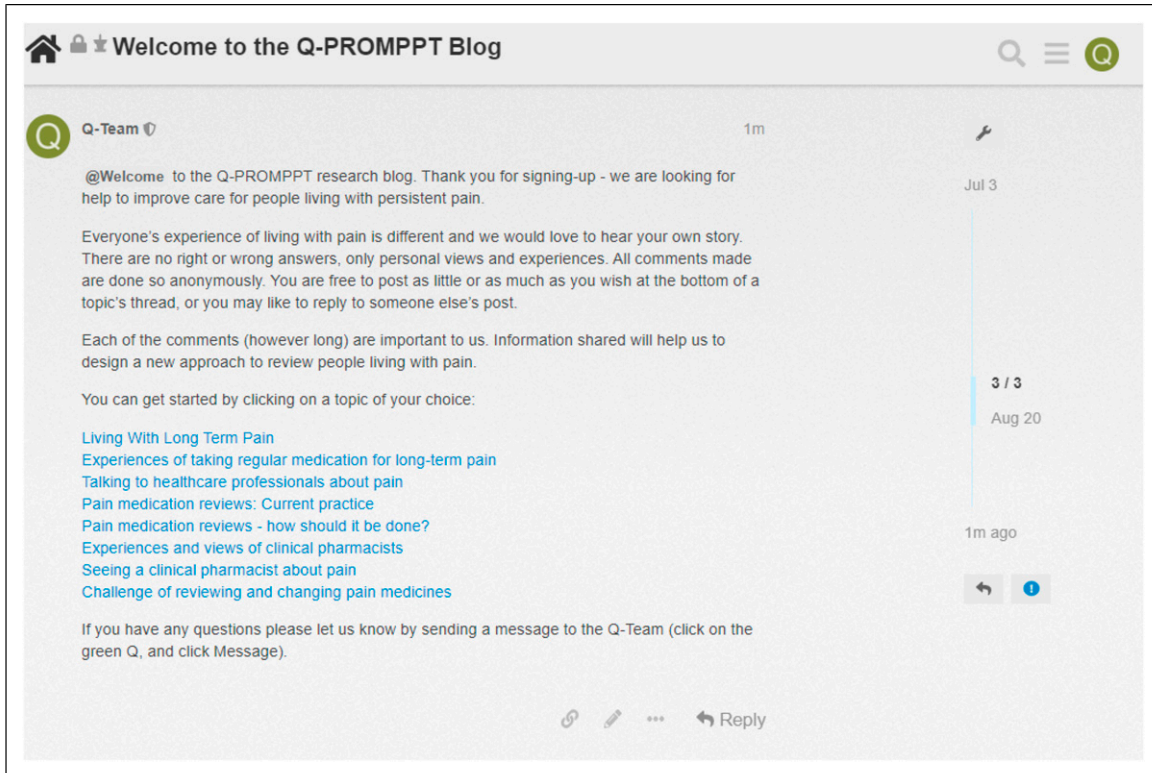 Welcome to the Q-PROMPPT Blog
Q
Q
Q-Team
1m
@Welcome to the Q-PROMPPT research blog. Thank you for signing-up - we are looking for
help to improve care for people living with persistent pain.
Everyone's experience of living with pain is different and we would love to hear your own story.
There are no right or wrong answers, only personal views and experiences. All comments made
are done so anonymously. You are free to post as little or as much as you wish at the bottom of a
topic's thread, or you may like to reply to someone else's post.
Each of the comments (however long) are important to us. Information shared will help us to
design a new approach to review people living with pain.
You can get started by clicking on a topic of your choice:
Living With Long Term Pain
Experiences of taking regular medication for long-term pain
Talking to healthcare professionals about pain
Pain medication reviews: Current practice
Pain medication reviews - how should it be done?
Experiences and views of clinical pharmacists
Seeing a clinical pharmacist about pain
Challenge of reviewing and changing pain medicines
If you have any questions please let us know by sending a message to the Q-Team (click on the
green Q, and click Message).
Reply
Jul 3
3 / 3
Aug 20
1m ago